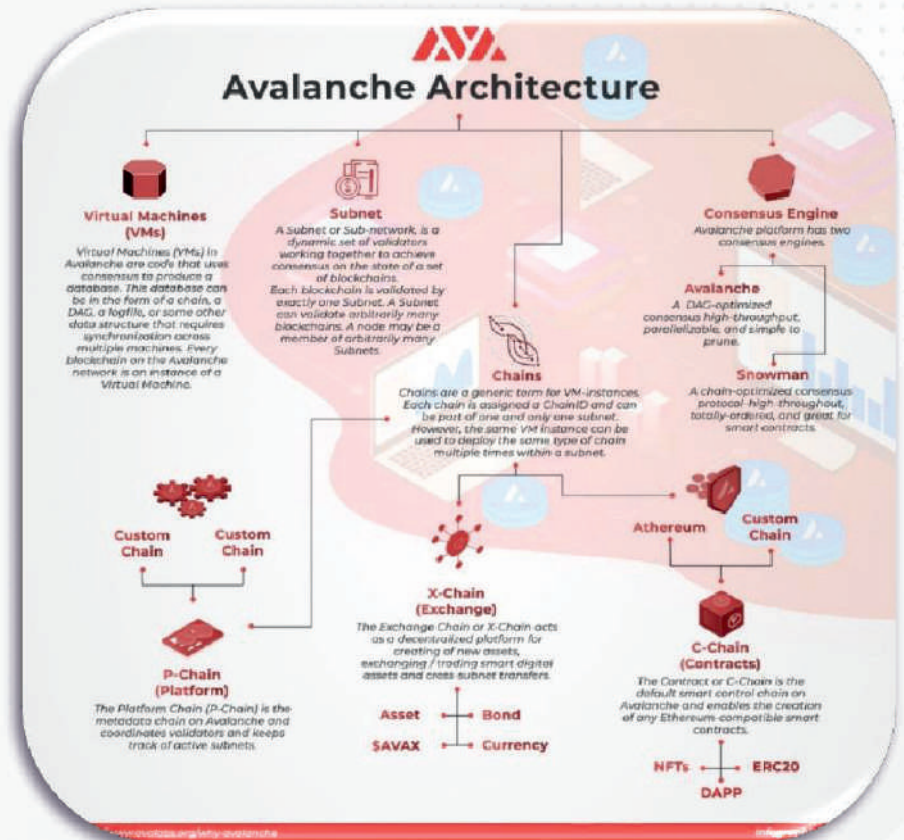 AVA
Avalanche Architecture
Virtual Machines
(VMs)
Virtual Machines (VMs) in
Avalanche are code that uses
consensus to produce a
database. This database can
be in the form of a chain, a
DAG, a logfile, or some other
data structure that requires
synchronization across
multiple machines. Every
blockchain on the Avalanche
network is an instance of a
Virtual Machine.
Subnet
A Subnet or Sub-network, is a
dynamic set of validators
working together to achieve
consensus on the state of a set
of blockchains.
Each blockchain is validated by
exactly one Subnet. A Subnet
can validate arbitrarily many
blockchains. A node may be a
member of arbitrarily many
Subnets.
Consensus Engine
Avalanche platform has two
consensus engines.
Avalanche
A DAG-optimized
consensus high-throughput,
parallelizable, and simple to
prune.
Snowman
A chain-optimized consensus
protocol-high-throughout,
totally-ordered, and great for
smart contracts.
Chains
Chains are a generic term for VM-instances.
Each chain is assigned a ChainID and can
be part of one and only one subnet.
However, the same VM instance can be
used to deploy the same type of chain
multiple times within a subnet.
Custom
Chain
Custom
Chain
P-Chain
(Platform)
The Platform Chain (P-Chain) is the
metadata chain on Avalanche and
coordinates validators and keeps
track of active subnets.
X-Chain
(Exchange)
The Exchange Chain or X-Chain acts
as a decentralized platform for
creating of new assets,
exchanging / trading smart digital
assets and cross subnet transfers.
Asset
Bond
$AVAX
Currency
Athereum
Custom
Chain
C-Chain
(Contracts)
The Contract or C-Chain is the
default smart control chain on
Avalanche and enables the creation
of any Ethereum-compatible smart
contracts.
NFTs
ERC20
DAPP
www.avalabs.org/why-avalanche